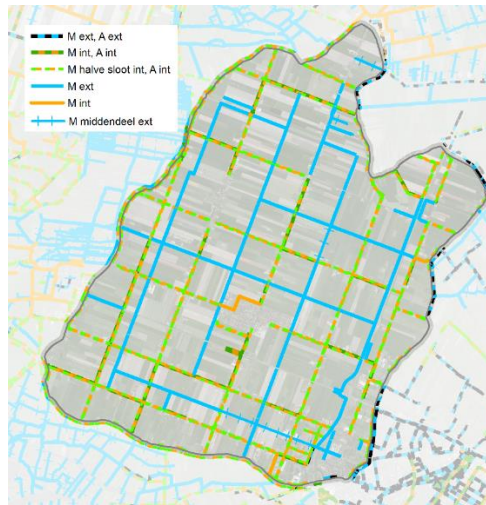 M ext, A ext
M int, A int
M halve sloot int, A int
M ext
M int
M middendeel ext